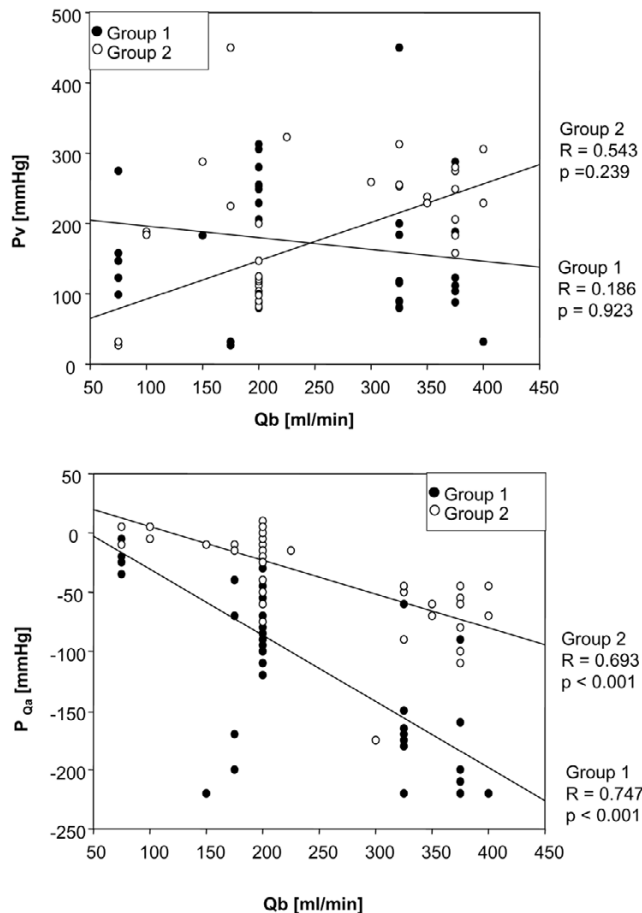 500
400
300
200
100
0
Pv [mmHg]
Group 1
Group 2
Group 2
R = 0.543
p =0.239
Group 1
R = 0.186
p = 0.923
50 100 150 200 250 300 350 400 450
Qb [ml/min]
50
0
-50
-100
-150
-200
-250
P Qa [mmHg]
Group 1
Group 2
Group 2
R = 0.693
p < 0.001
Group 1
R = 0.747
p < 0.001
50 100 150 200 250 300 350 400 450
Qb [ml/min]